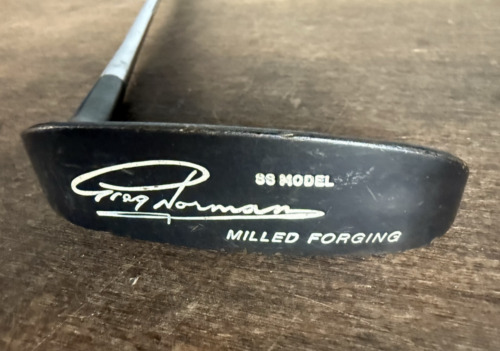 SS MODEL
Greg Norman
MILLED FORGING